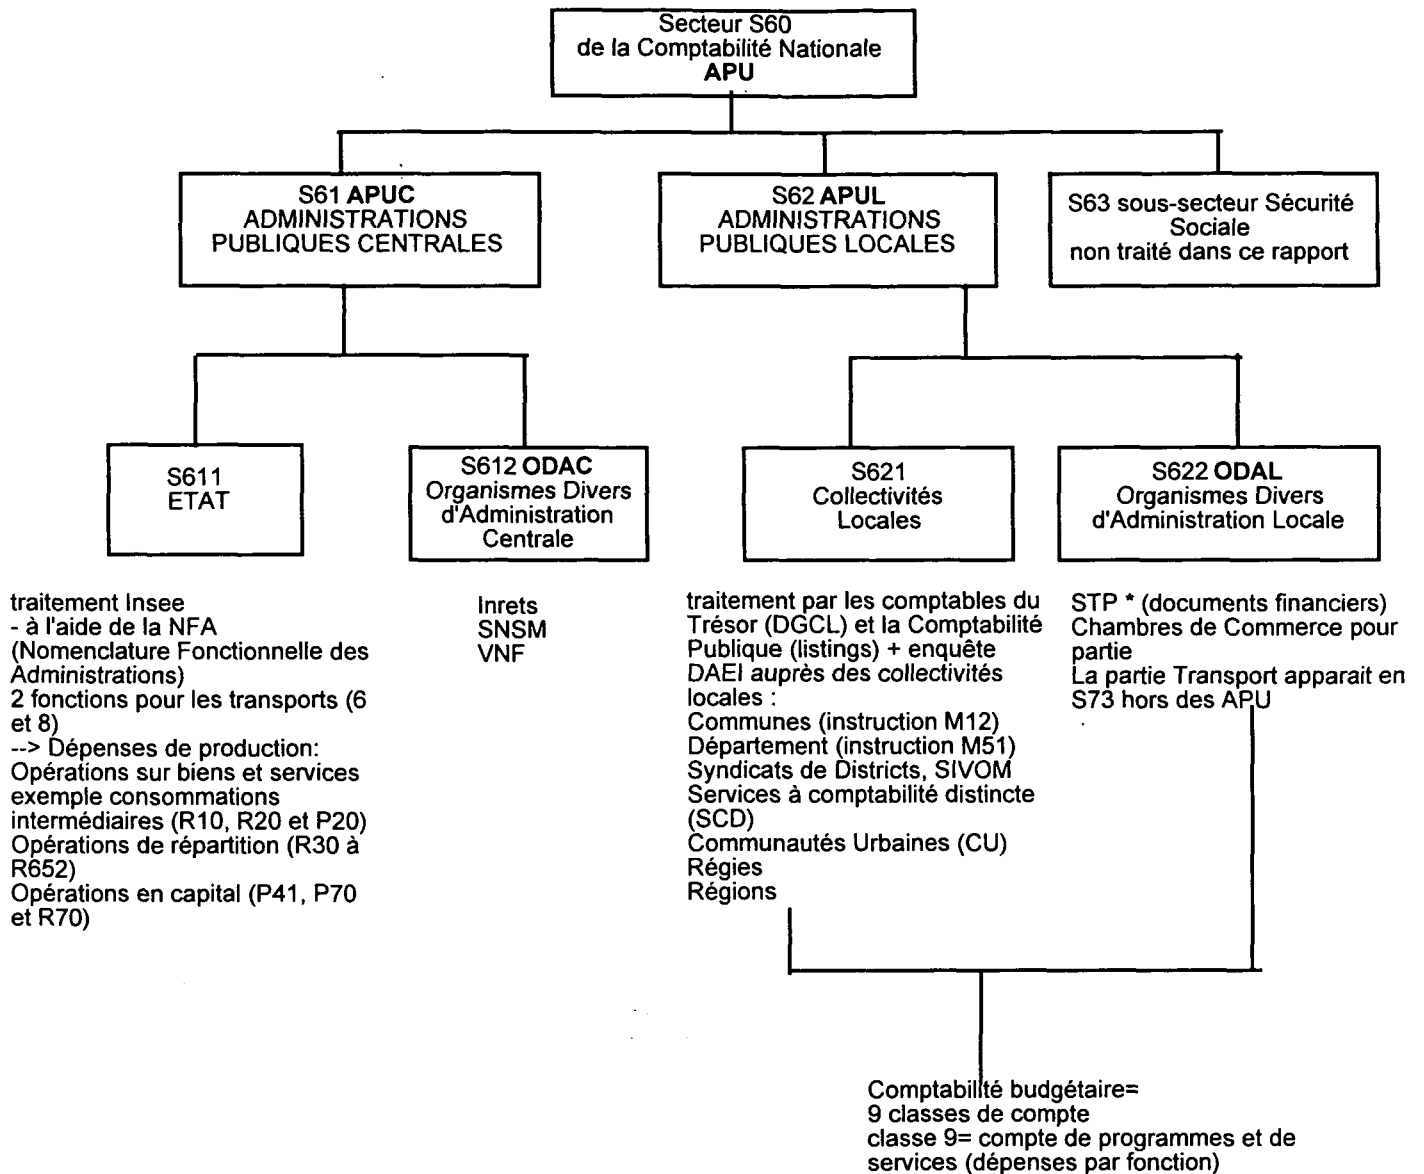 Secteur S60
de la Comptabilité Nationale
APU
S61 APUC
ADMINISTRATIONS
PUBLIQUES CENTRALES
S62 APUL
ADMINISTRATIONS
PUBLIQUES LOCALES
S63 sous-secteur Sécurité
Sociale
non traité dans ce rapport
S611
ETAT
S612 ODAC
Organismes Divers
d'Administration
Centrale
S621
Collectivités
Locales
S622 ODAL
Organismes Divers
d'Administration Locale
traitement Insee
- à l'aide de la NFA
(Nomenclature Fonctionnelle des
Administrations)
2 fonctions pour les transports (6
et 8)
--> Dépenses de production:
Opérations sur biens et services
exemple consommations
intermédiaires (R10, R20 et P20)
Opérations de répartition (R30 à
R652)
Opérations en capital (P41, P70
et R70)
Inrets
SNSM
VNF
traitement par les comptables du
Trésor (DGCL) et la Comptabilité
Publique (listings) + enquête
DAEI auprès des collectivités
locales :
Communes (instruction M12)
Département (instruction M51)
Syndicats de Districts, SIVOM
Services à comptabilité distincte
(SCD)
Communautés Urbaines (CU)
Régies
Régions
STP * (documents financiers)
Chambres de Commerce pour
partie
La partie Transport apparait en
S73 hors des APU
Comptabilité budgétaire=
9 classes de compte
classe 9= compte de programmes et de
services (dépenses par fonction)